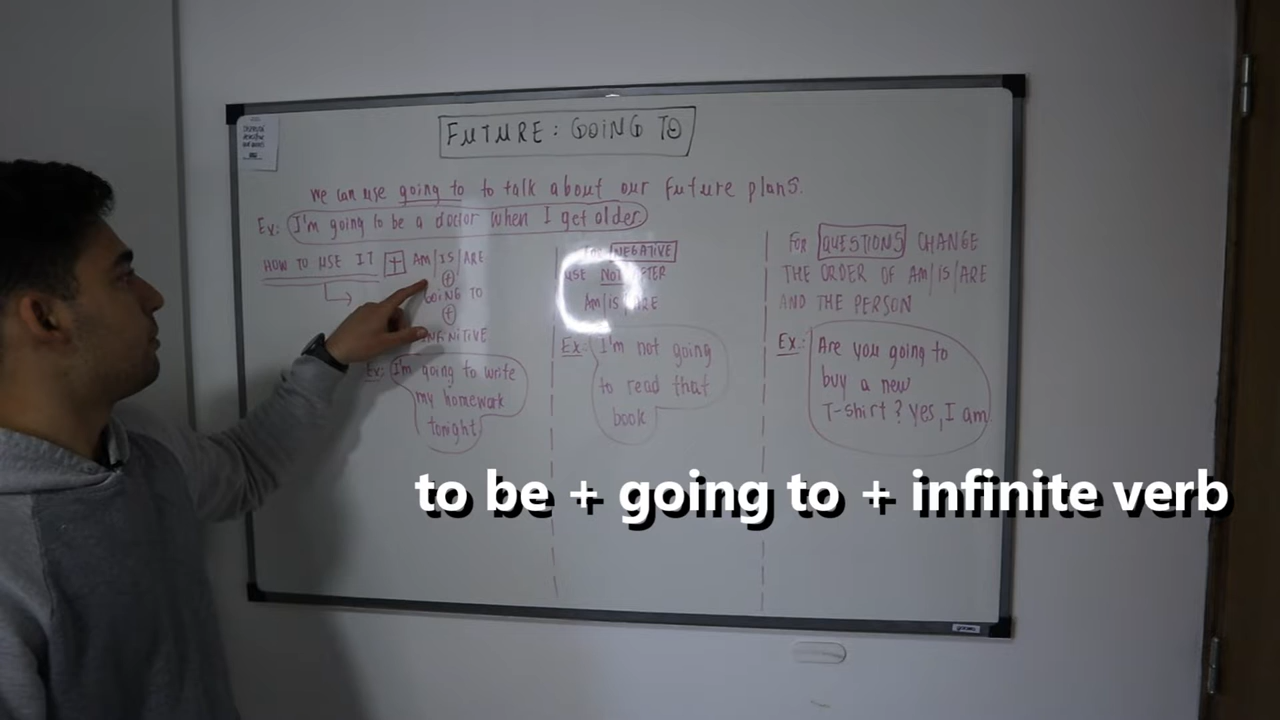 FUTURE: GOING TO
We can use going to to talk about our future plans.
Ex: I'm going to be a doctor when I get older
HOW TO USE IT + AM/IS/ARE
+
GOING TO
+
INFINITIVE
Ex: I'm going to write
my homework
tonight
NEGATIVE
USE NOT AFTER
AM/IS/ARE
Ex: I'm not going
to read that
book
FOR QUESTIONS CHANGE
THE ORDER OF AM/IS/ARE
AND THE PERSON
Ex.: Are you going to
buy a new
T-shirt? Yes, I am
to be + going to + infinite verb